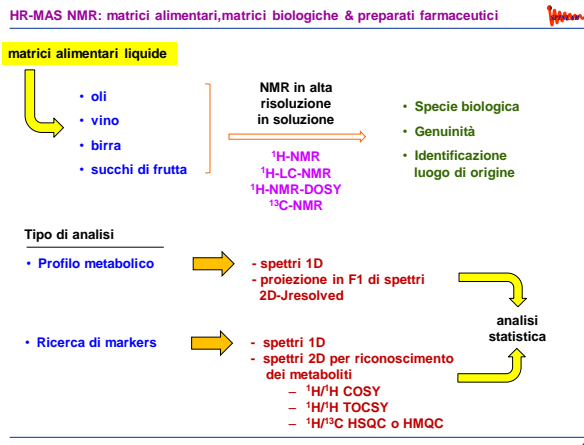 HR-MAS NMR: matrici alimentari,matrici biologiche & preparati farmaceutici
matrici alimentari liquide
• oli
• vino
• birra
• succhi di frutta
NMR in alta
risoluzione
in soluzione
¹H-NMR
¹H-LC-NMR
¹H-NMR-DOSY
¹³C-NMR
• Specie biologica
• Genuinità
• Identificazione
luogo di origine
Tipo di analisi
• Profilo metabolico
- spettri 1D
- proiezione in F1 di spettri
2D-Jresolved
• Ricerca di markers
- spettri 1D
- spettri 2D per riconoscimento
dei metaboliti
– ¹H/¹H COSY
– ¹H/¹H TOCSY
– ¹H/¹³C HSQC o HMQC
analisi
statistica